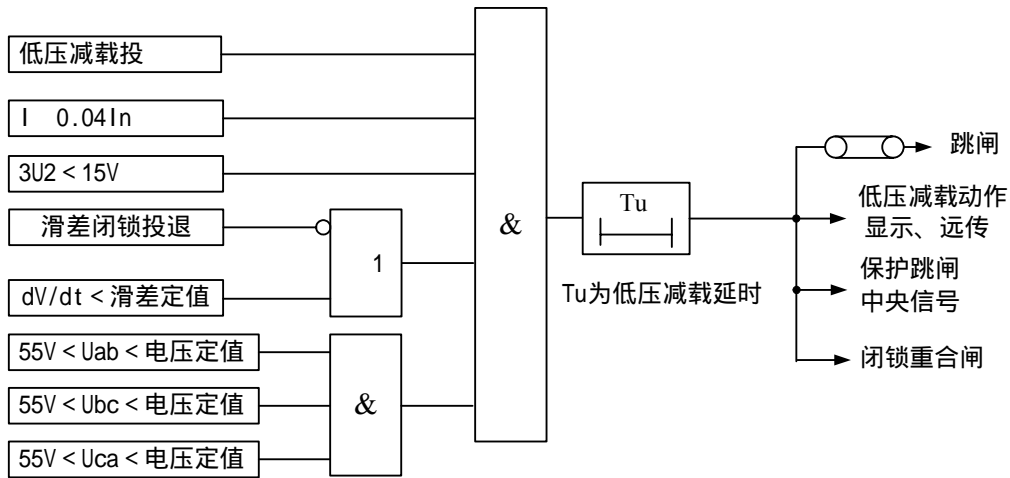 低压减载投
I 0.04In
3U2＜15V
滑差闭锁投退
dV/dt＜滑差定值
55V＜Uab＜电压定值
55V＜Ubc＜电压定值
55V＜Uca＜电压定值
1
&
&
Tu
Tu为低压减载延时
跳闸
低压减载动作
显示、远传
保护跳闸
中央信号
闭锁重合闸